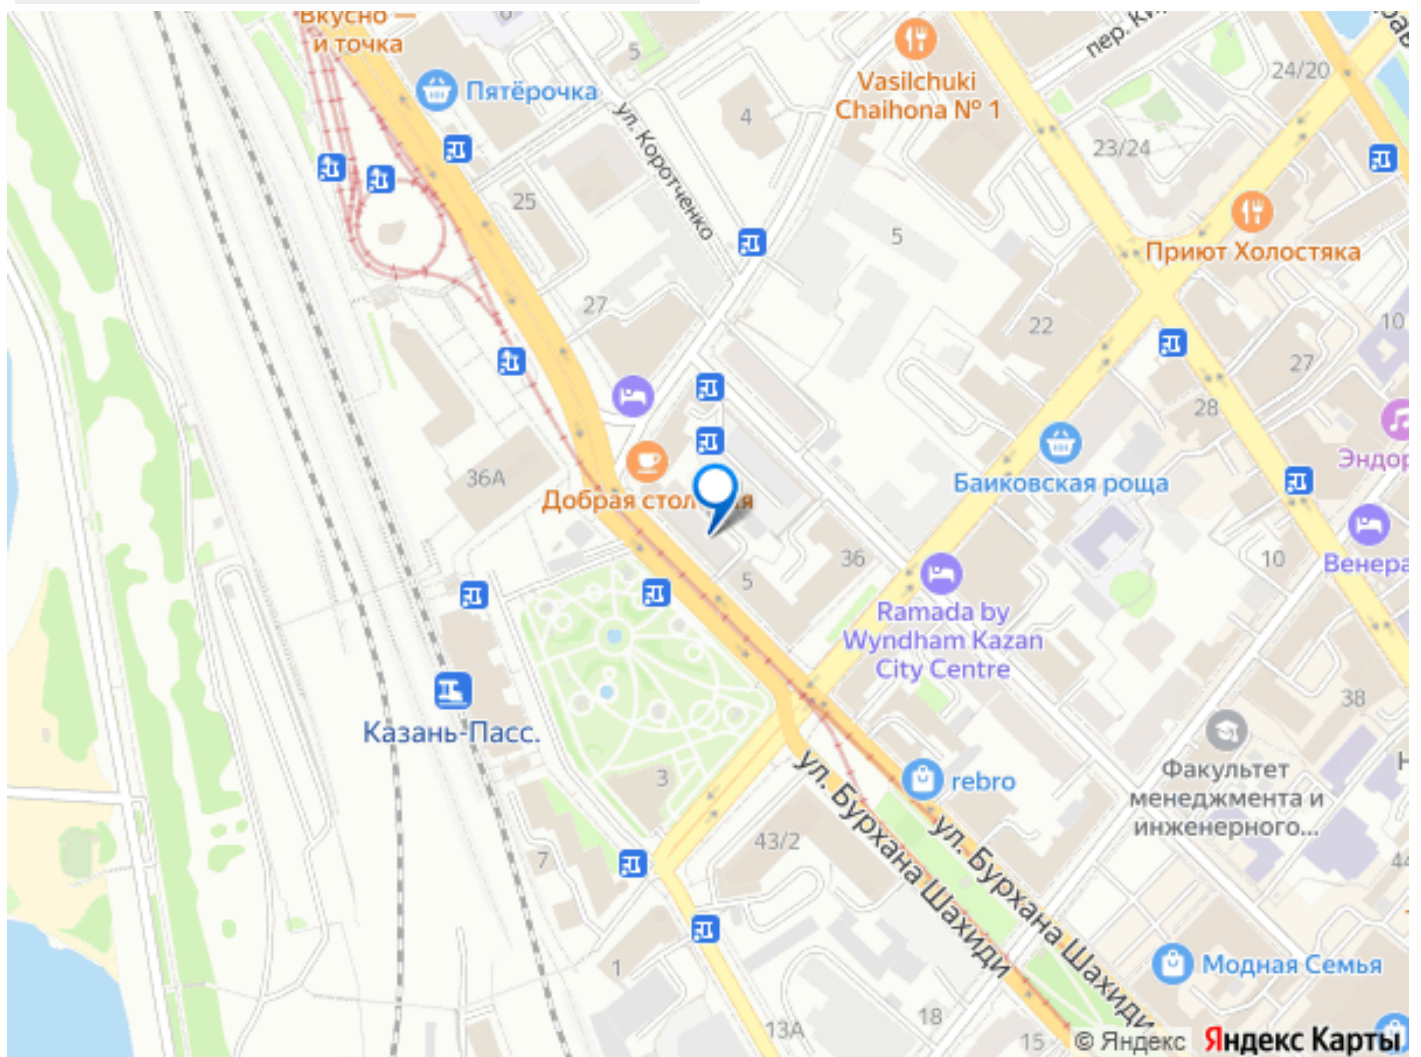 Вкусно —
и точка
5
Пятёрочка
ул. Коротченко
4
Vasilchuki
Chaihona № 1
24/20
23/24
25
5
Приют Холостяка
27
22
10
27
28
36А
Добрая
Баиковская роща
36
5
10
Венера
Ramada by
Wyndham Kazan
City Centre
38
Казань-Пасс.
3
ул. Бурхана Шахиди
rebro
ул. Бурхана Шахиди
Факультет
менеджмента и
инженерного...
43/2
7
1
Модная Семья
13А
18
15
© Яндекс Яндекс Карты